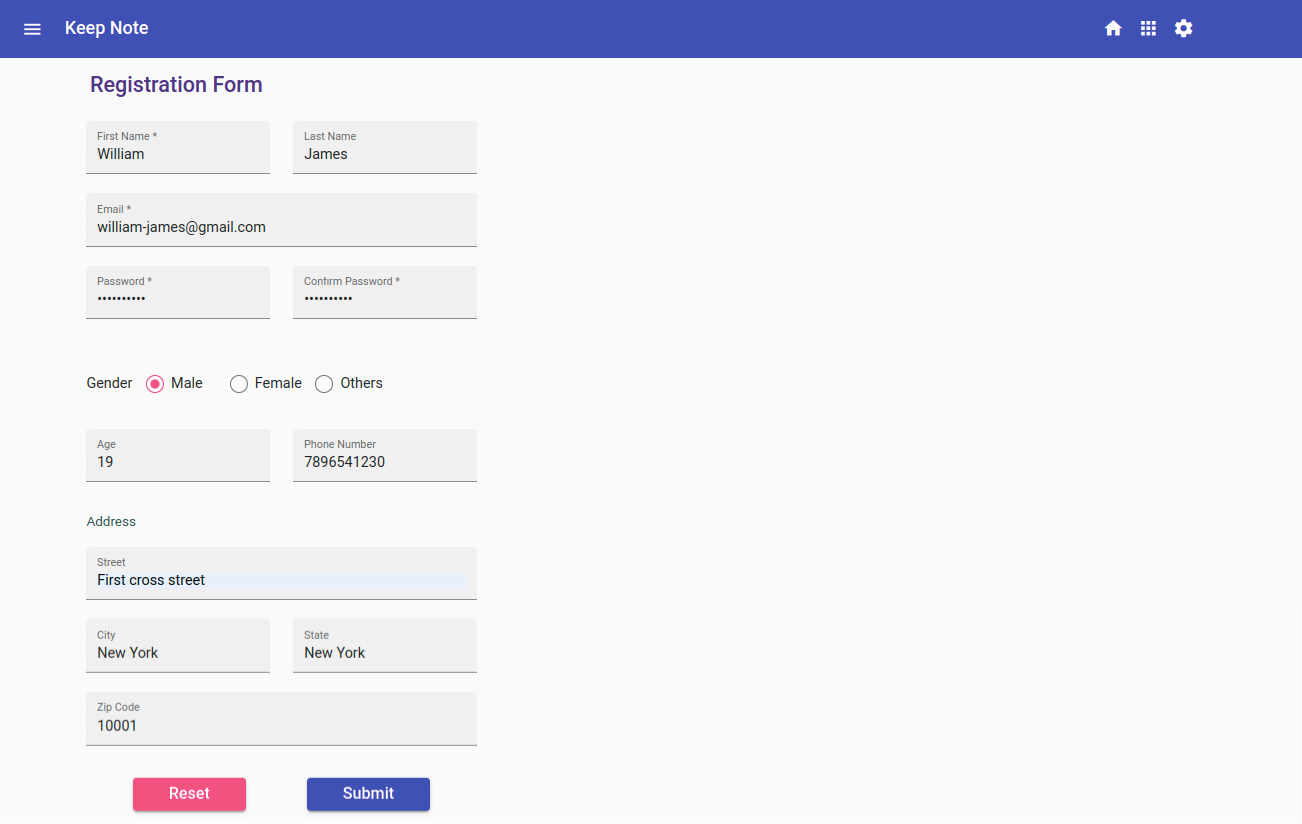 Keep Note
Registration Form
First Name * Last Name
William James
Email *
william-james@gmail.com
Password * Confirm Password *
•••••••••• ••••••••••
Gender Male Female Others
Age Phone Number
19 7896541230
Address
Street
First cross street
City State
New York New York
Zip Code
10001
Reset Submit